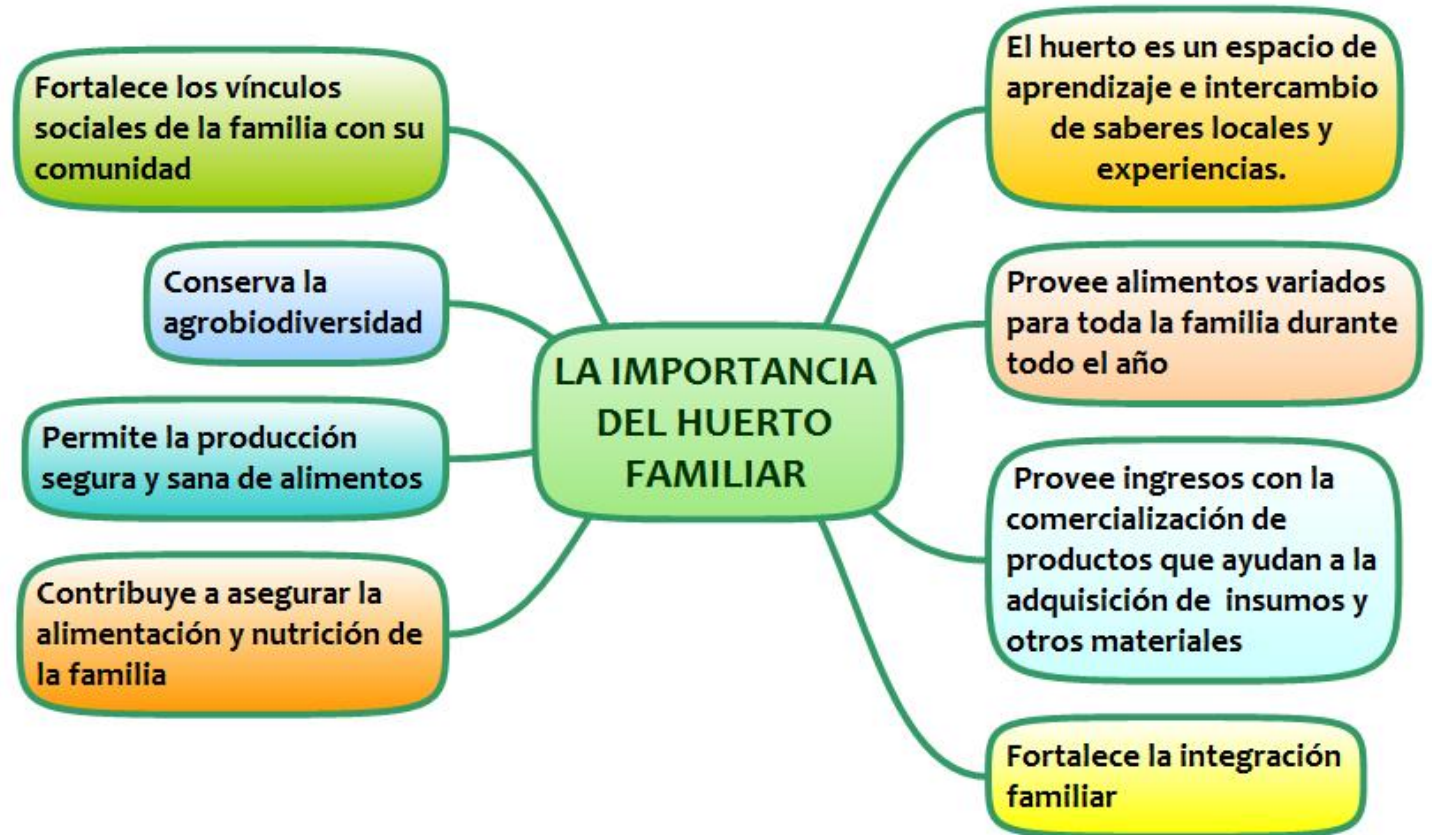 Fortalece los vínculos
sociales de la familia con su
comunidad
Conserva la
agrobiodiversidad
Permite la producción
segura y sana de alimentos
Contribuye a asegurar la
alimentación y nutrición de
la familia
LA IMPORTANCIA
DEL HUERTO
FAMILIAR
El huerto es un espacio de
aprendizaje e intercambio
de saberes locales y
experiencias.
Provee alimentos variados
para toda la familia durante
todo el año
Provee ingresos con la
comercialización de
productos que ayudan a la
adquisición de insumos y
otros materiales
Fortalece la integración
familiar